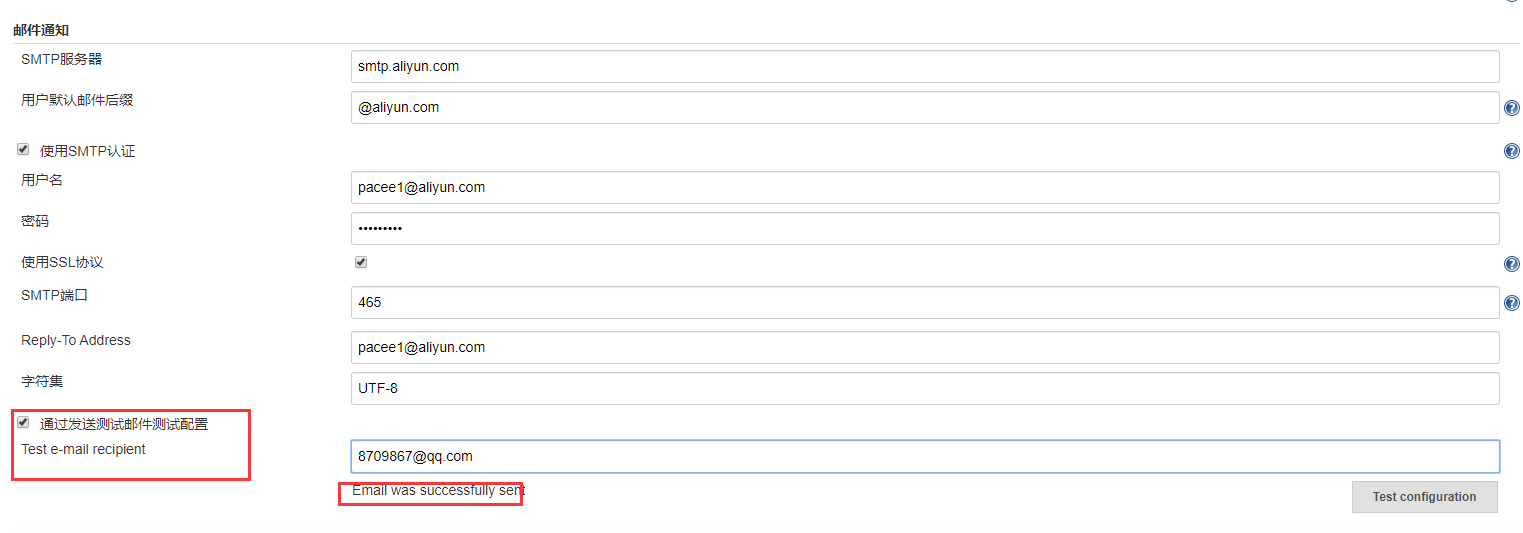 邮件通知
SMTP服务器
smtp.aliyun.com
用户默认邮件后缀
@aliyun.com
使用SMTP认证
用户名
pacee1@aliyun.com
密码
•••••••••
使用SSL协议
SMTP端口
465
Reply-To Address
pacee1@aliyun.com
字符集
UTF-8
通过发送测试邮件测试配置
Test e-mail recipient
8709867@qq.com
Email was successfully sent
Test configuration